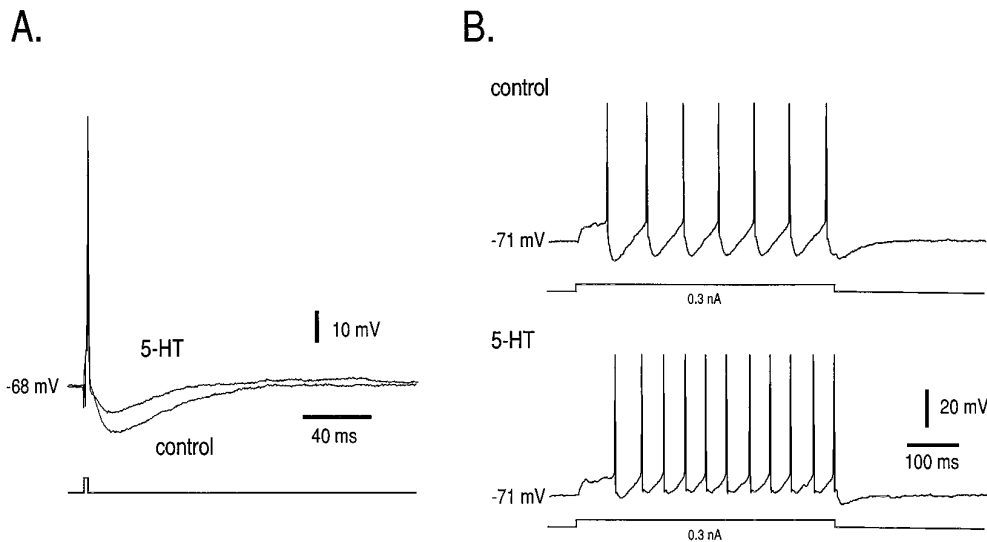 A.
-68 mV
5-HT
control
10 mV
40 ms
B.
control
-71 mV
0.3 nA
5-HT
-71 mV
0.3 nA
20 mV
100 ms